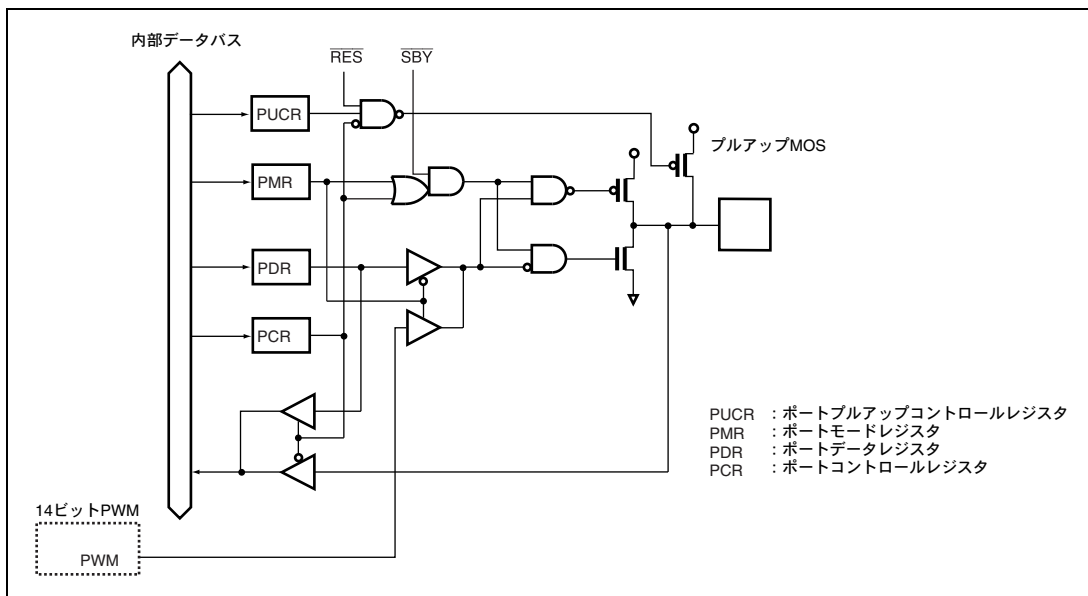 内部データバス
RES
SBY
PUCR
プルアップMOS
PMR
PDR
PCR
PUCR :ポートプルアップコントロールレジスタ
PMR :ポートモードレジスタ
PDR :ポートデータレジスタ
PCR :ポートコントロールレジスタ
14ビットPWM
PWM